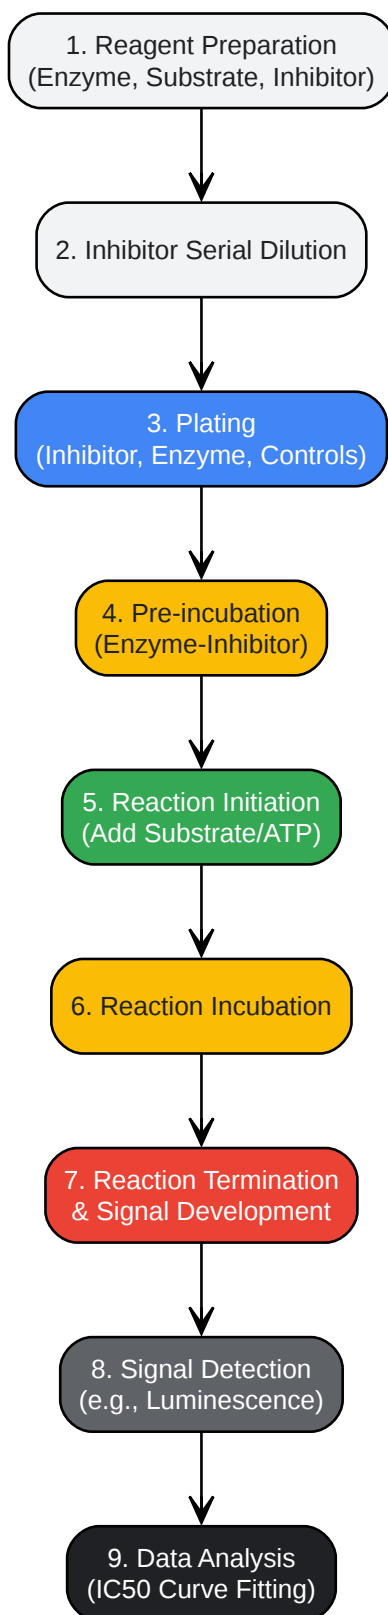 1. Reagent Preparation
(Enzyme, Substrate, Inhibitor)
2. Inhibitor Serial Dilution
3. Plating
(Inhibitor, Enzyme, Controls)
4. Pre-incubation
(Enzyme-Inhibitor)
5. Reaction Initiation
(Add Substrate/ATP)
6. Reaction Incubation
7. Reaction Termination
& Signal Development
8. Signal Detection
(e.g., Luminescence)
9. Data Analysis
(IC50 Curve Fitting)